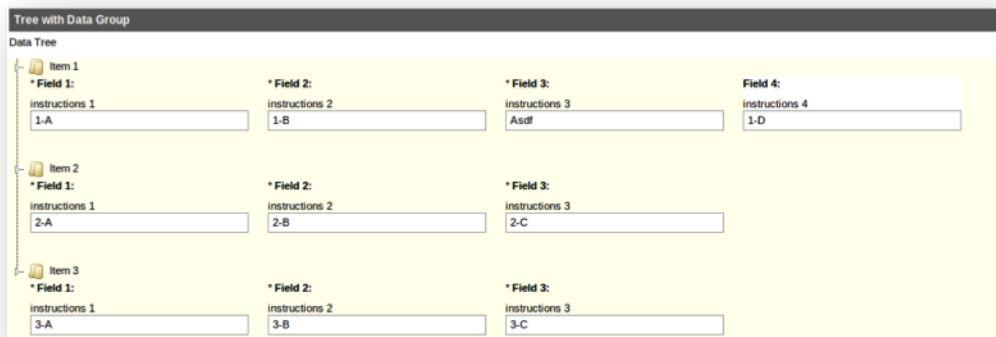 Tree with Data Group
Data Tree
Item 1
* Field 1: * Field 2: * Field 3: Field 4:
instructions 1 instructions 2 instructions 3 instructions 4
1-A 1-B Asdf 1-D
Item 2
* Field 1: * Field 2: * Field 3:
instructions 1 instructions 2 instructions 3
2-A 2-B 2-C
Item 3
* Field 1: * Field 2: * Field 3:
instructions 1 instructions 2 instructions 3
3-A 3-B 3-C